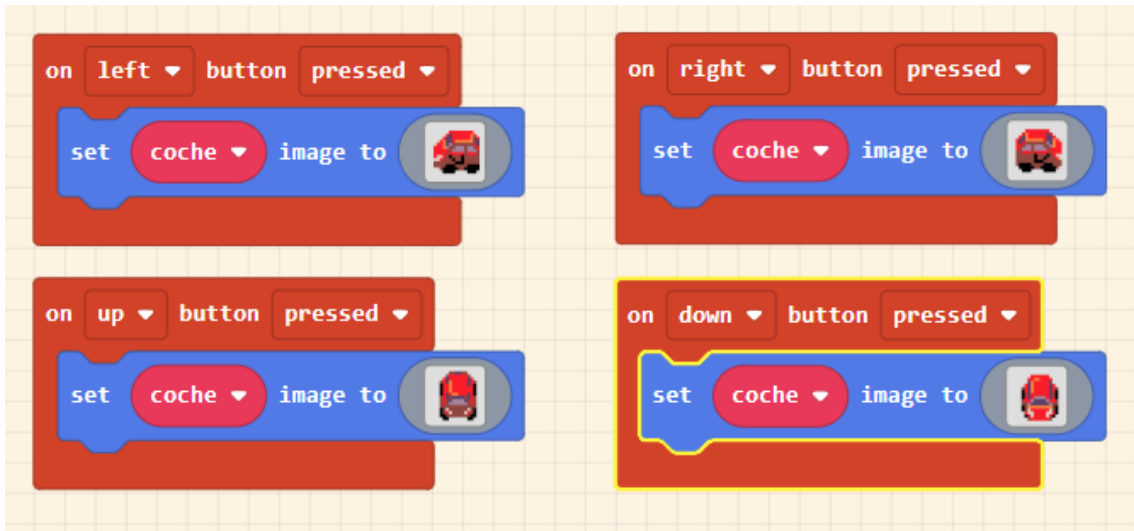 on left button pressed
set coche image to
on right button pressed
set coche image to
on up button pressed
set coche image to
on down button pressed
set coche image to